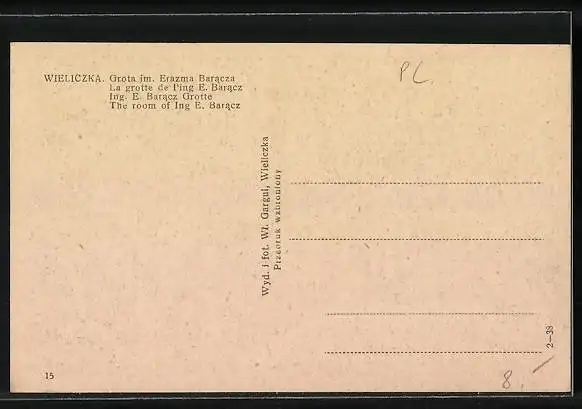 WIELICZKA. Grota im. Erazma Barącza
La grotte de l'ing E. Barącz
Ing. E. Barącz Grotte
The room of Ing E. Barącz
PL
Wyd. i fot. Wł. Gargul, Wieliczka
Przedruk wzbroniony
2—38
15
8.—